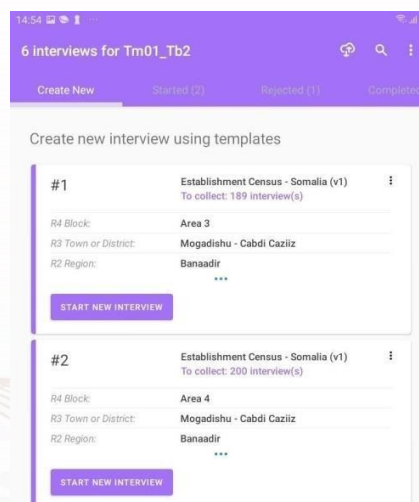 14:54
6 interviews for Tm01_Tb2
Create New Started (2) Rejected (1) Completed
Create new interview using templates
#1 Establishment Census - Somalia (v1)
To collect: 189 interview(s)
R4 Block: Area 3
R3 Town or District: Mogadishu - Cabdi Caziiz
R2 Region: Banaadir
START NEW INTERVIEW
#2 Establishment Census - Somalia (v1)
To collect: 200 interview(s)
R4 Block: Area 4
R3 Town or District: Mogadishu - Cabdi Caziiz
R2 Region: Banaadir
START NEW INTERVIEW